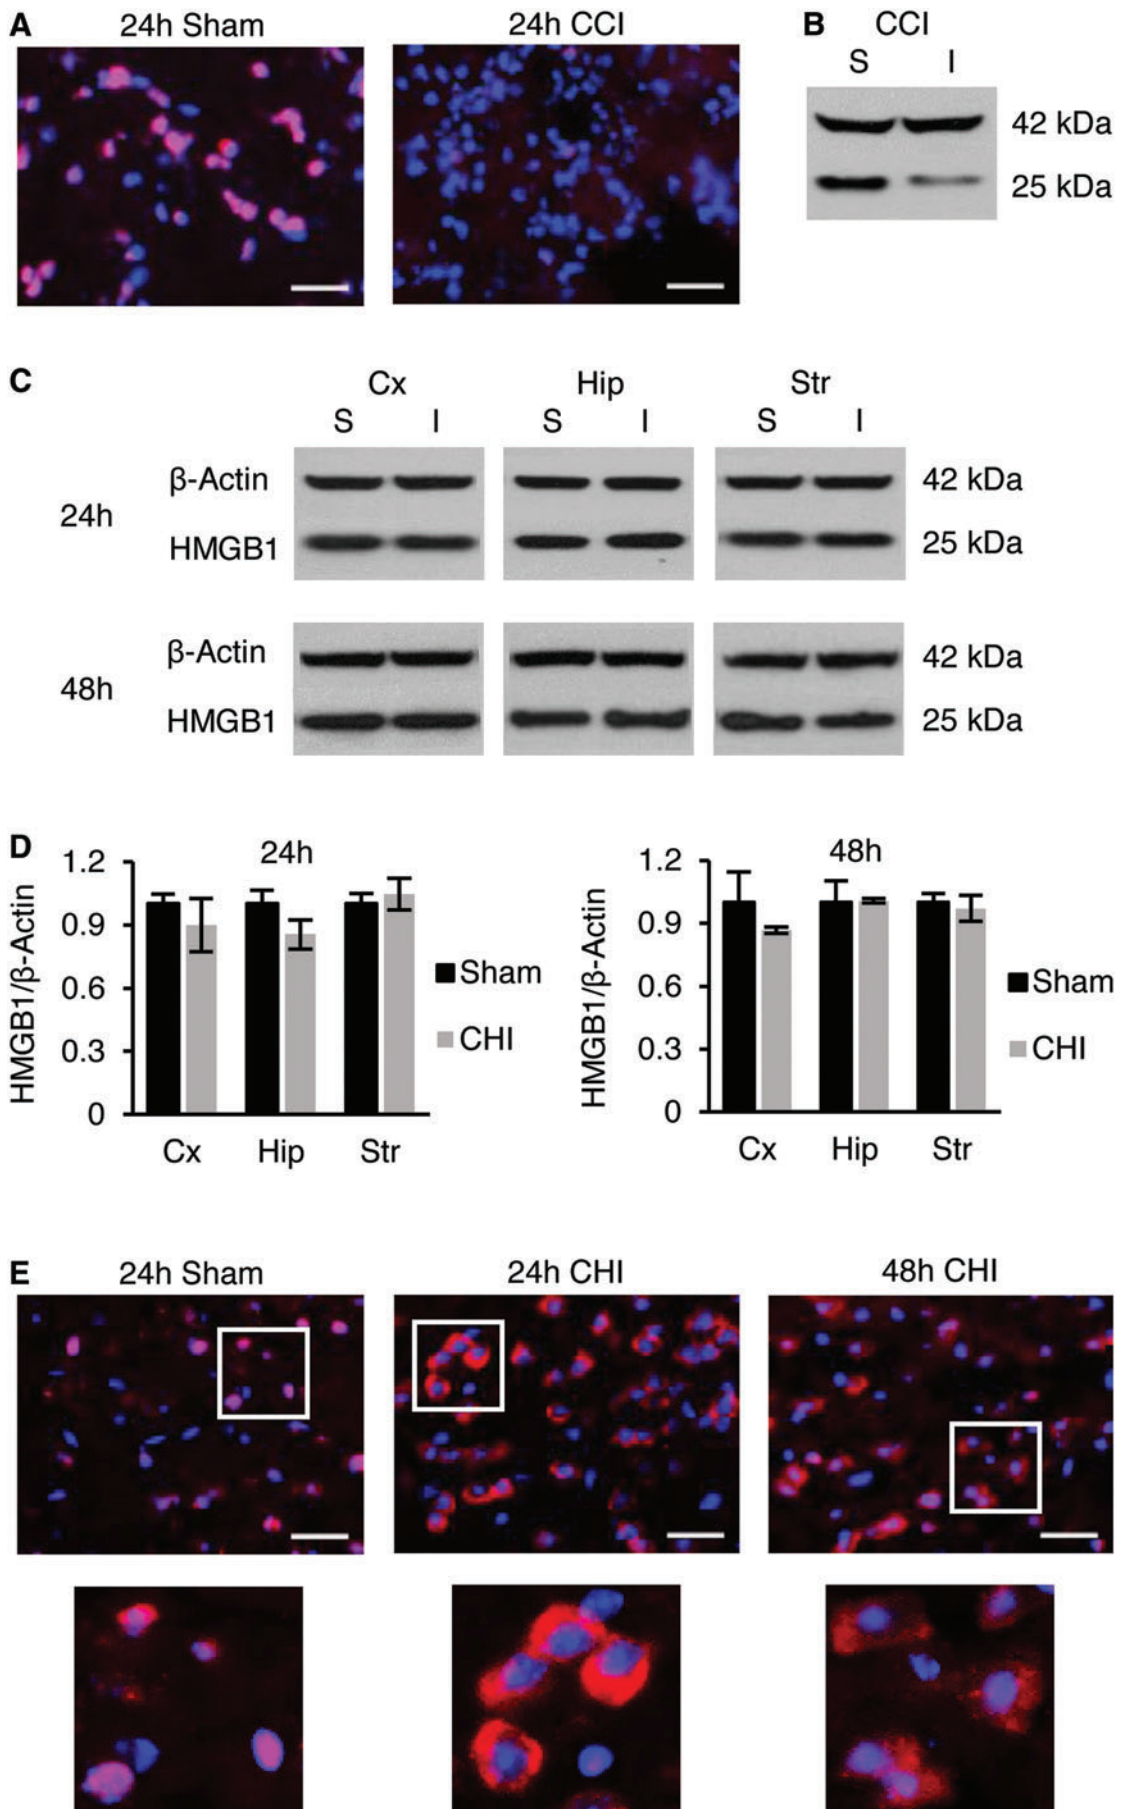 A
24h Sham
24h CCI
B
CCI
S I
42 kDa
25 kDa
C
Cx Hip Str
S I S I S I
24h
β-Actin
42 kDa
HMGB1
25 kDa
48h
β-Actin
42 kDa
HMGB1
25 kDa
D
24h
HMGB1/β-Actin
1.2
0.9
0.6
0.3
0
Cx Hip Str
Sham
CHI
48h
HMGB1/β-Actin
1.2
0.9
0.6
0.3
0
Cx Hip Str
Sham
CHI
E
24h Sham
24h CHI
48h CHI